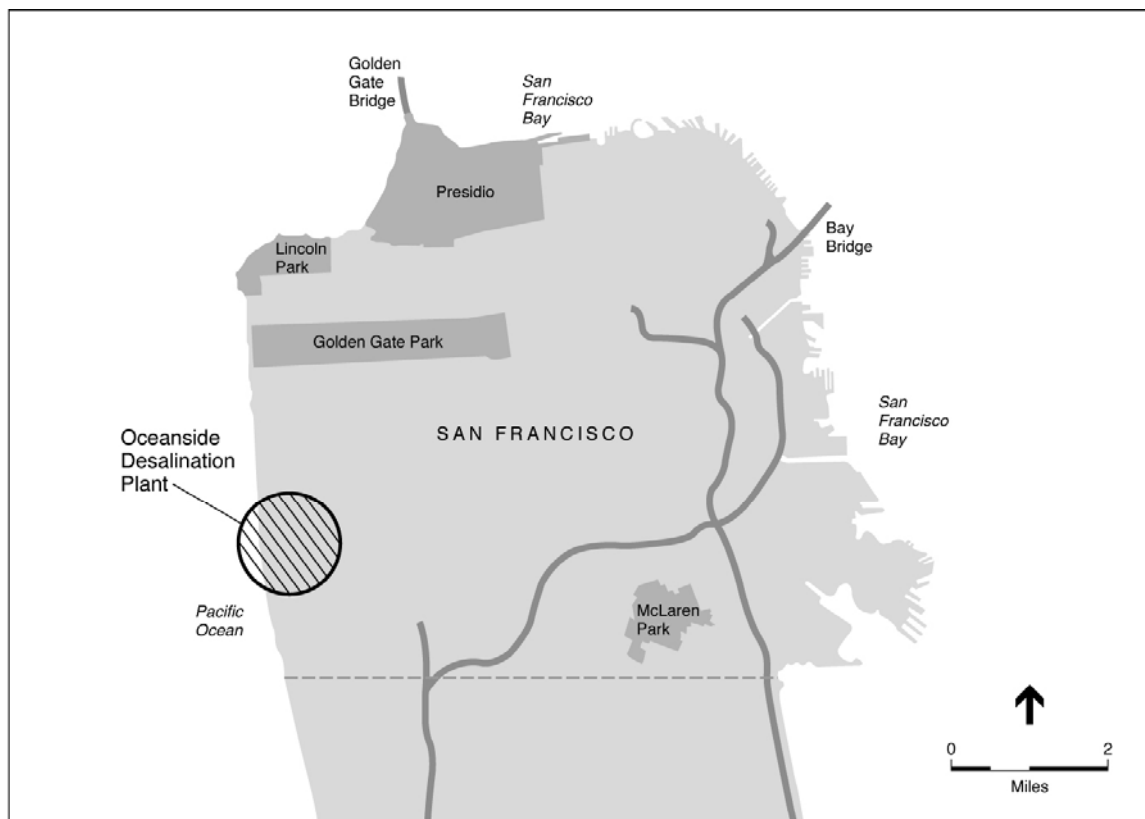 Golden
Gate
Bridge
San
Francisco
Bay
Presidio
Lincoln
Park
Bay
Bridge
Golden Gate Park
San
Francisco
Bay
SAN FRANCISCO
Oceanside
Desalination
Plant
Pacific
Ocean
McLaren
Park
0
2
Miles